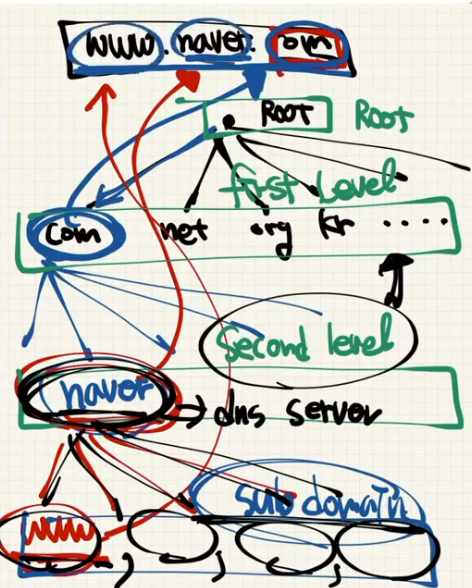 www.naver.com
ROOT Root
first Level
com net org kr ....
Second level
naver → dns server
sub domain
www , , ,